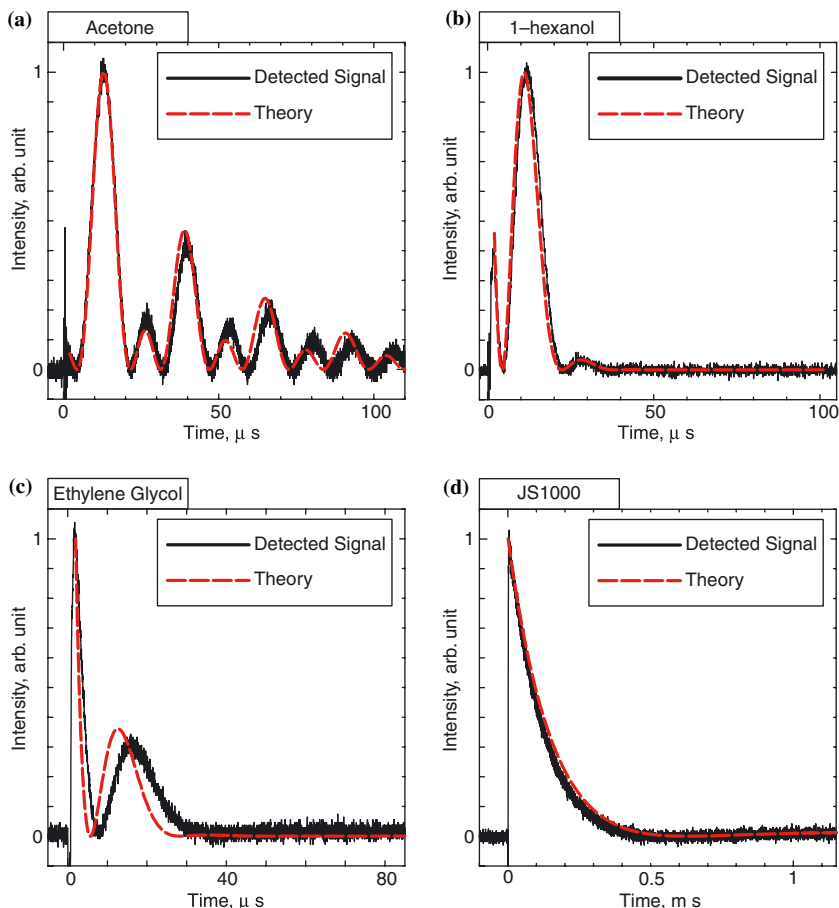 (a)
Acetone
Detected Signal
Theory
Intensity, arb. unit
1
0
0 50 100
Time, μ s
(b)
1–hexanol
Detected Signal
Theory
Intensity, arb. unit
1
0
0 50 100
Time, μ s
(c)
Ethylene Glycol
Detected Signal
Theory
Intensity, arb. unit
1
0
0 40 80
Time, μ s
(d)
JS1000
Detected Signal
Theory
Intensity, arb. unit
1
0
0 0.5 1
Time, m s